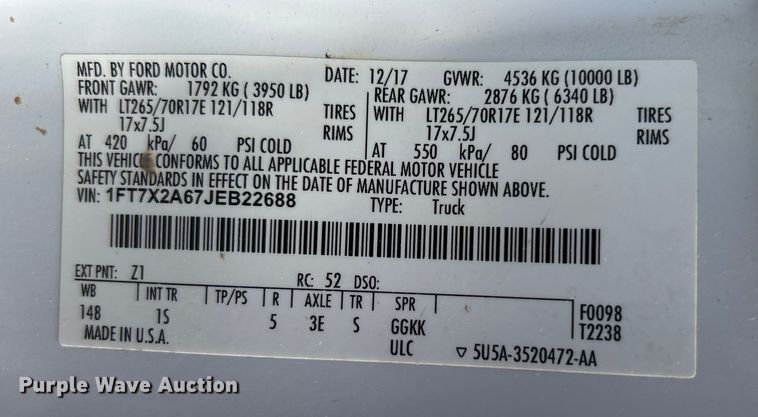 MFD. BY FORD MOTOR CO. DATE: 12/17 GVWR: 4536 KG (10000 LB)
FRONT GAWR: 1792 KG ( 3950 LB) REAR GAWR: 2876 KG ( 6340 LB)
WITH LT265/70R17E 121/118R TIRES WITH LT265/70R17E 121/118R TIRES
17x7.5J RIMS 17x7.5J RIMS
AT 420 kPa/ 60 PSI COLD AT 550 kPa/ 80 PSI COLD
THIS VEHICLE CONFORMS TO ALL APPLICABLE FEDERAL MOTOR VEHICLE
SAFETY STANDARDS IN EFFECT ON THE DATE OF MANUFACTURE SHOWN ABOVE.
VIN: 1FT7X2A67JEB22688 TYPE: Truck
EXT PNT: Z1 RC: 52 DSO:
WB INT TR TP/PS R AXLE TR SPR F0098
148 1S 5 3E S GGKK T2238
MADE IN U.S.A. ULC ▽ 5U5A-3520472-AA
Purple Wave Auction